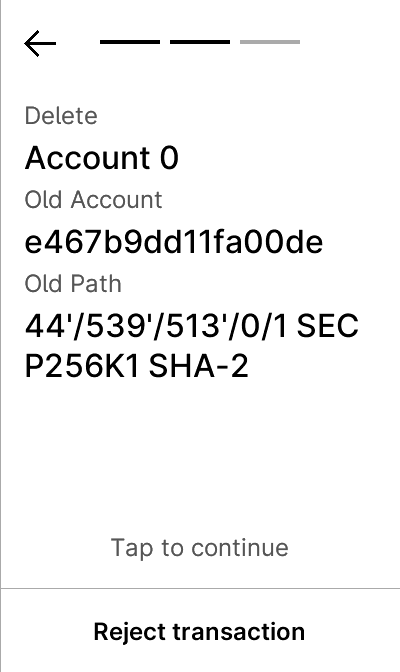 Delete
Account 0
Old Account
e467b9dd11fa00de
Old Path
44'/539'/513'/0/1 SEC
P256K1 SHA-2
Tap to continue
Reject transaction